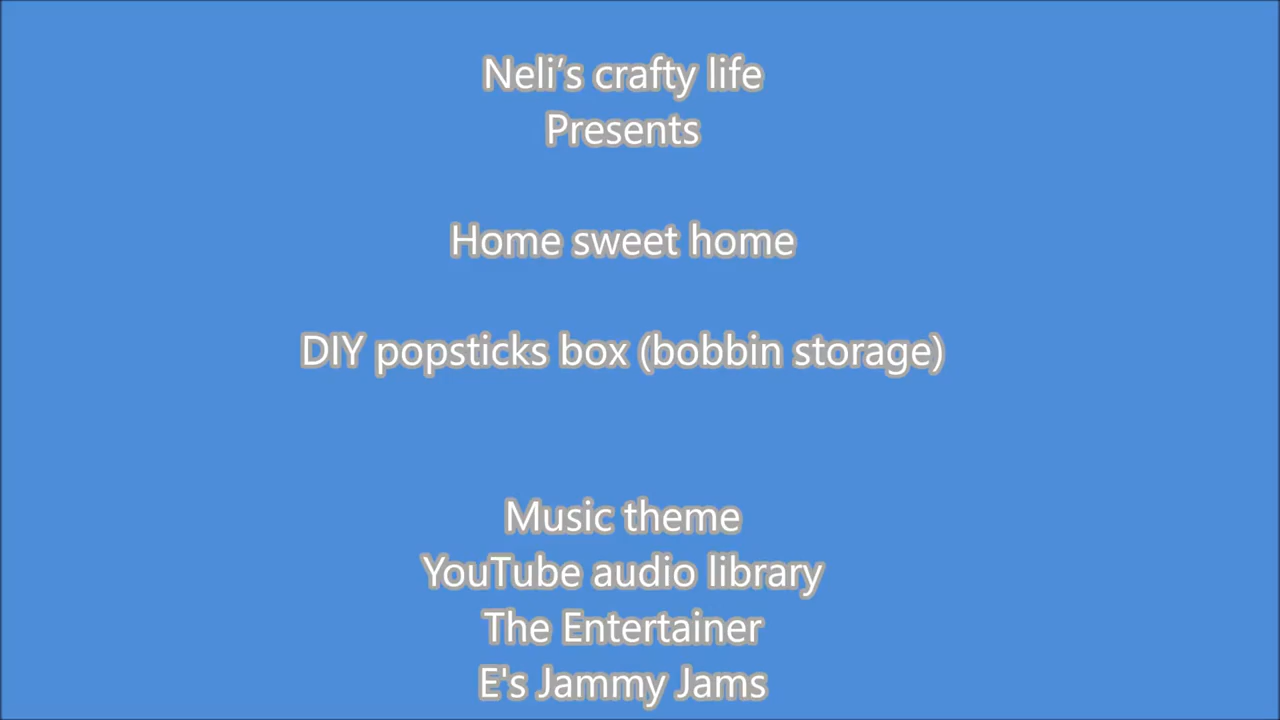 Neli’s crafty life
Presents
Home sweet home
DIY popsticks box (bobbin storage)
Music theme
YouTube audio library
The Entertainer
E's Jammy Jams